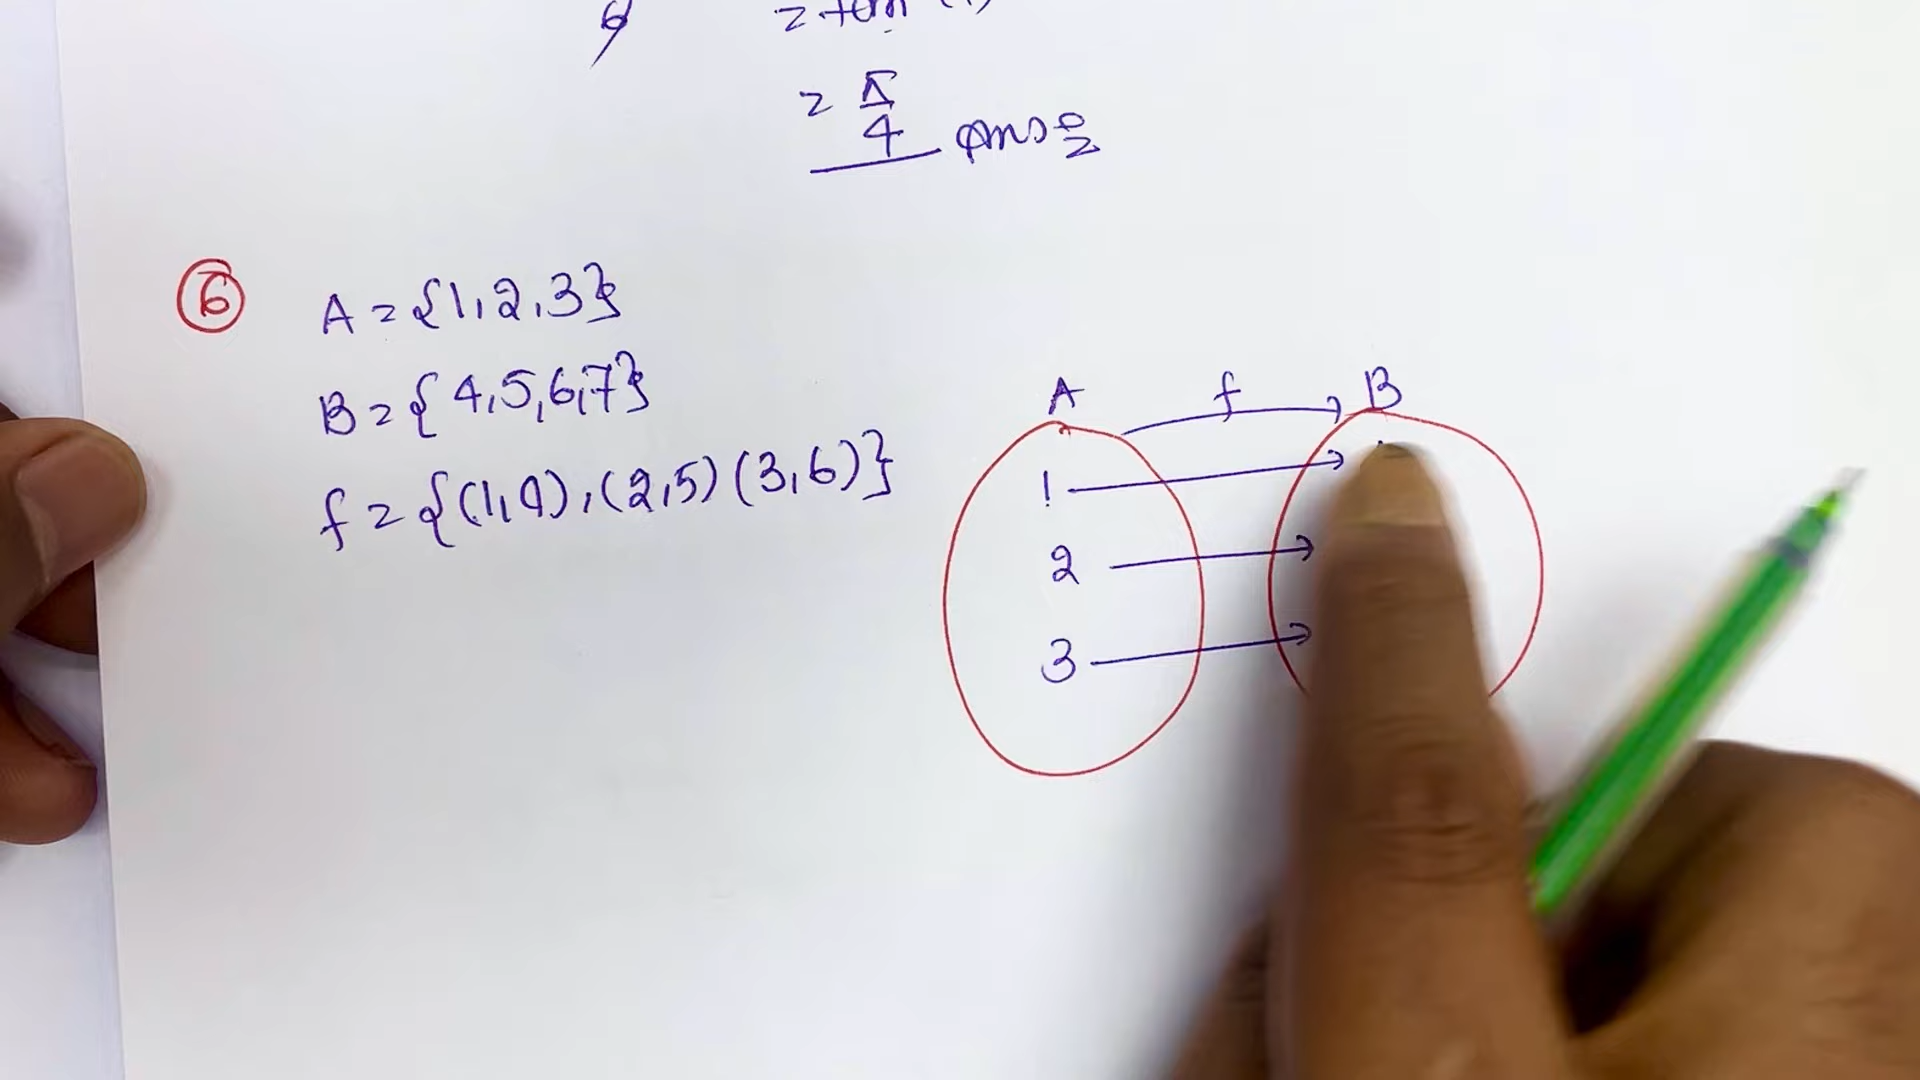 = π/4 Ans:
⑥ A = {1,2,3}
B = {4,5,6,7}
f = {(1,4),(2,5)(3,6)}
A f B
1
2
3